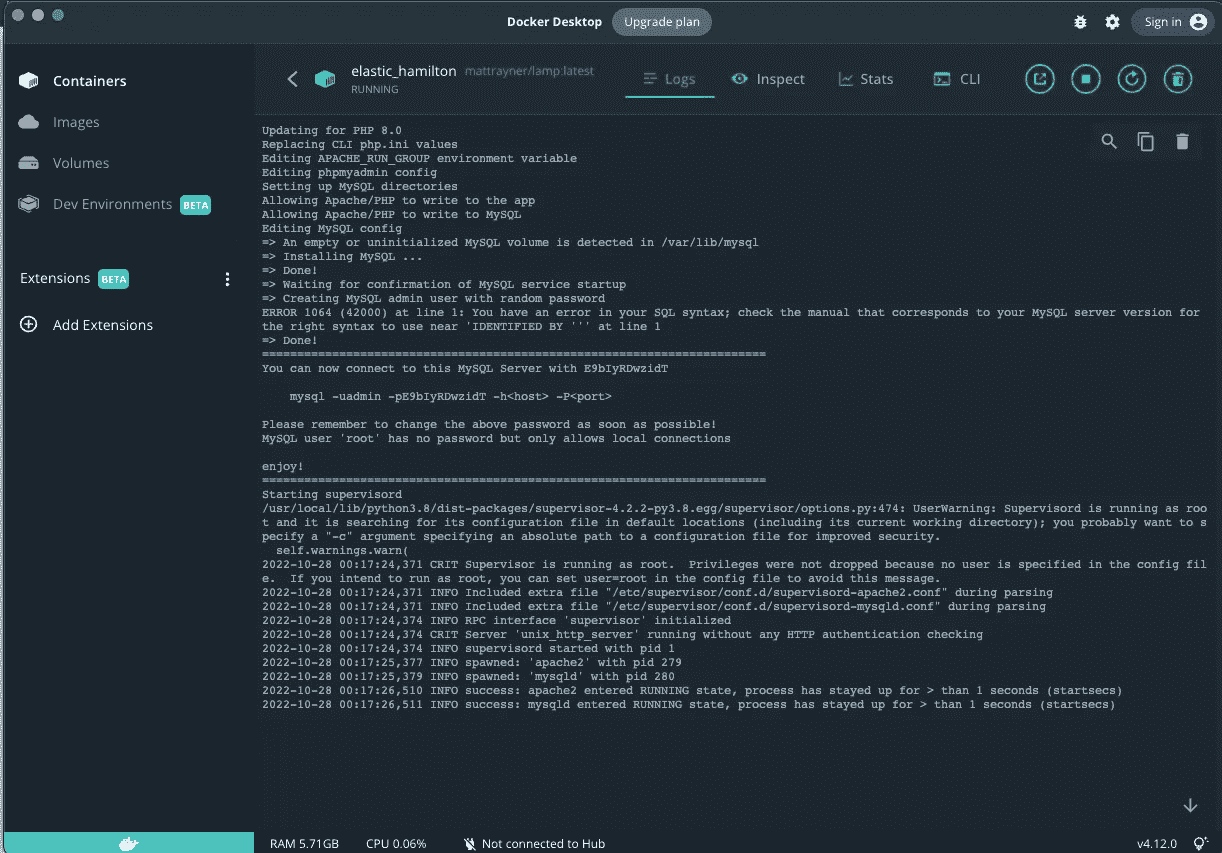 Docker Desktop
Upgrade plan
Sign in
Containers
Images
Volumes
Dev Environments BETA
Extensions BETA
Add Extensions
elastic_hamilton mattrayner/lamp:latest
RUNNING
Logs
Inspect
Stats
CLI
Updating for PHP 8.0
Replacing CLI php.ini values
Editing APACHE_RUN_GROUP environment variable
Editing phpmyadmin config
Setting up MySQL directories
Allowing Apache/PHP to write to the app
Allowing Apache/PHP to write to MySQL
Editing MySQL config
=> An empty or uninitialized MySQL volume is detected in /var/lib/mysql
=> Installing MySQL ...
=> Done!
=> Waiting for confirmation of MySQL service startup
=> Creating MySQL admin user with random password
ERROR 1064 (42000) at line 1: You have an error in your SQL syntax; check the manual that corresponds to your MySQL server version for
the right syntax to use near 'IDENTIFIED BY ''' at line 1
=> Done!
========================================================================
You can now connect to this MySQL Server with E9bIyRDwzidT
mysql -uadmin -pE9bIyRDwzidT -h<host> -P<port>
Please remember to change the above password as soon as possible!
MySQL user 'root' has no password but only allows local connections
enjoy!
========================================================================
Starting supervisord
/usr/local/lib/python3.8/dist-packages/supervisor-4.2.2-py3.8.egg/supervisor/options.py:474: UserWarning: Supervisord is running as roo
t and it is searching for its configuration file in default locations (including its current working directory); you probably want to s
pecify a "-c" argument specifying an absolute path to a configuration file for improved security.
self.warnings.warn(
2022-10-28 00:17:24,371 CRIT Supervisor is running as root.  Privileges were not dropped because no user is specified in the config fil
e.  If you intend to run as root, you can set user=root in the config file to avoid this message.
2022-10-28 00:17:24,371 INFO Included extra file "/etc/supervisor/conf.d/supervisord-apache2.conf" during parsing
2022-10-28 00:17:24,371 INFO Included extra file "/etc/supervisor/conf.d/supervisord-mysqld.conf" during parsing
2022-10-28 00:17:24,374 INFO RPC interface 'supervisor' initialized
2022-10-28 00:17:24,374 CRIT Server 'unix_http_server' running without any HTTP authentication checking
2022-10-28 00:17:24,374 INFO supervisord started with pid 1
2022-10-28 00:17:25,377 INFO spawned: 'apache2' with pid 279
2022-10-28 00:17:25,379 INFO spawned: 'mysqld' with pid 280
2022-10-28 00:17:26,510 INFO success: apache2 entered RUNNING state, process has stayed up for > than 1 seconds (startsecs)
2022-10-28 00:17:26,511 INFO success: mysqld entered RUNNING state, process has stayed up for > than 1 seconds (startsecs)
RAM 5.71GB
CPU 0.06%
Not connected to Hub
v4.12.0